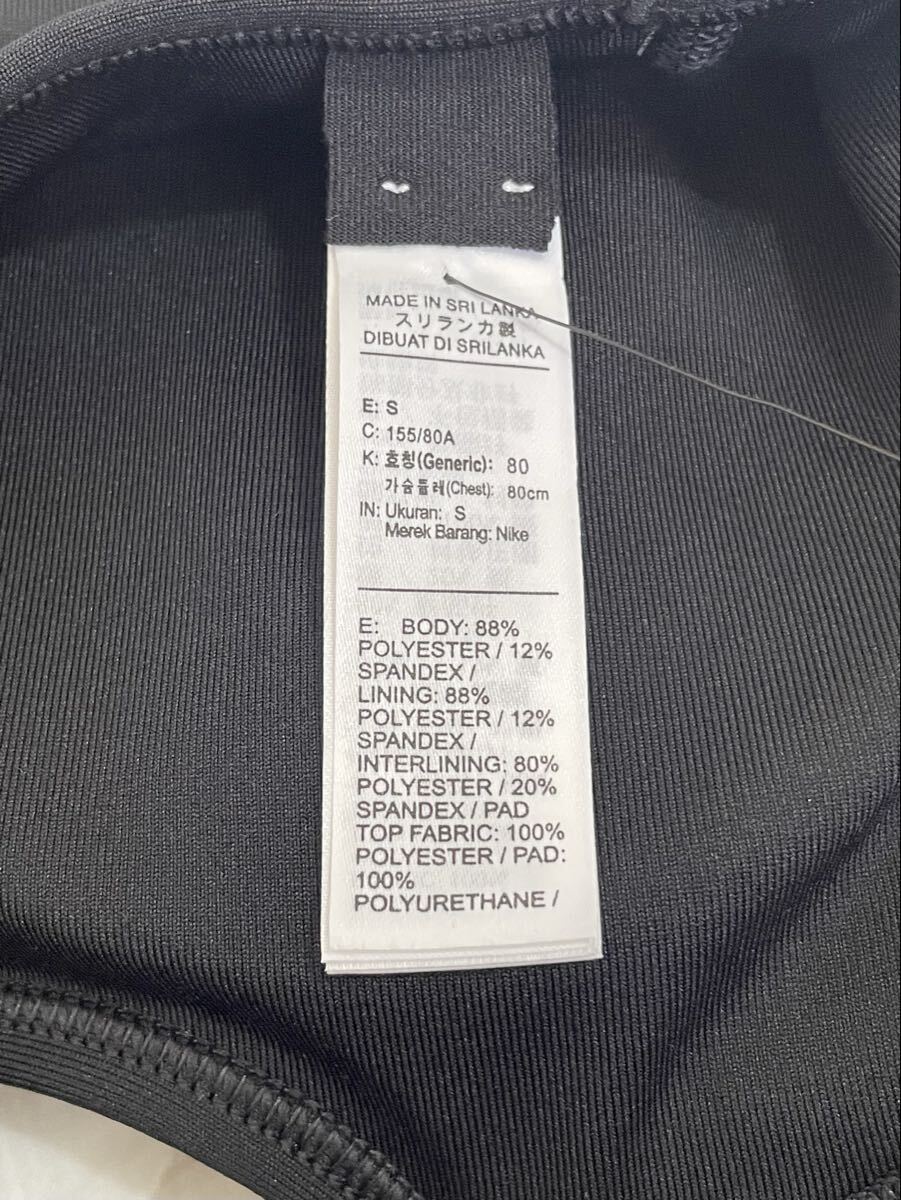 MADE IN SRI LANKA
スリランカ製
DIBUAT DI SRILANKA
E: S
C: 155/80A
K: 호칭(Generic): 80
가슴둘레(Chest): 80cm
IN: Ukuran: S
Merek Barang: Nike
E: BODY: 88%
POLYESTER / 12%
SPANDEX /
LINING: 88%
POLYESTER / 12%
SPANDEX /
INTERLINING: 80%
POLYESTER / 20%
SPANDEX / PAD
TOP FABRIC: 100%
POLYESTER / PAD:
100%
POLYURETHANE /